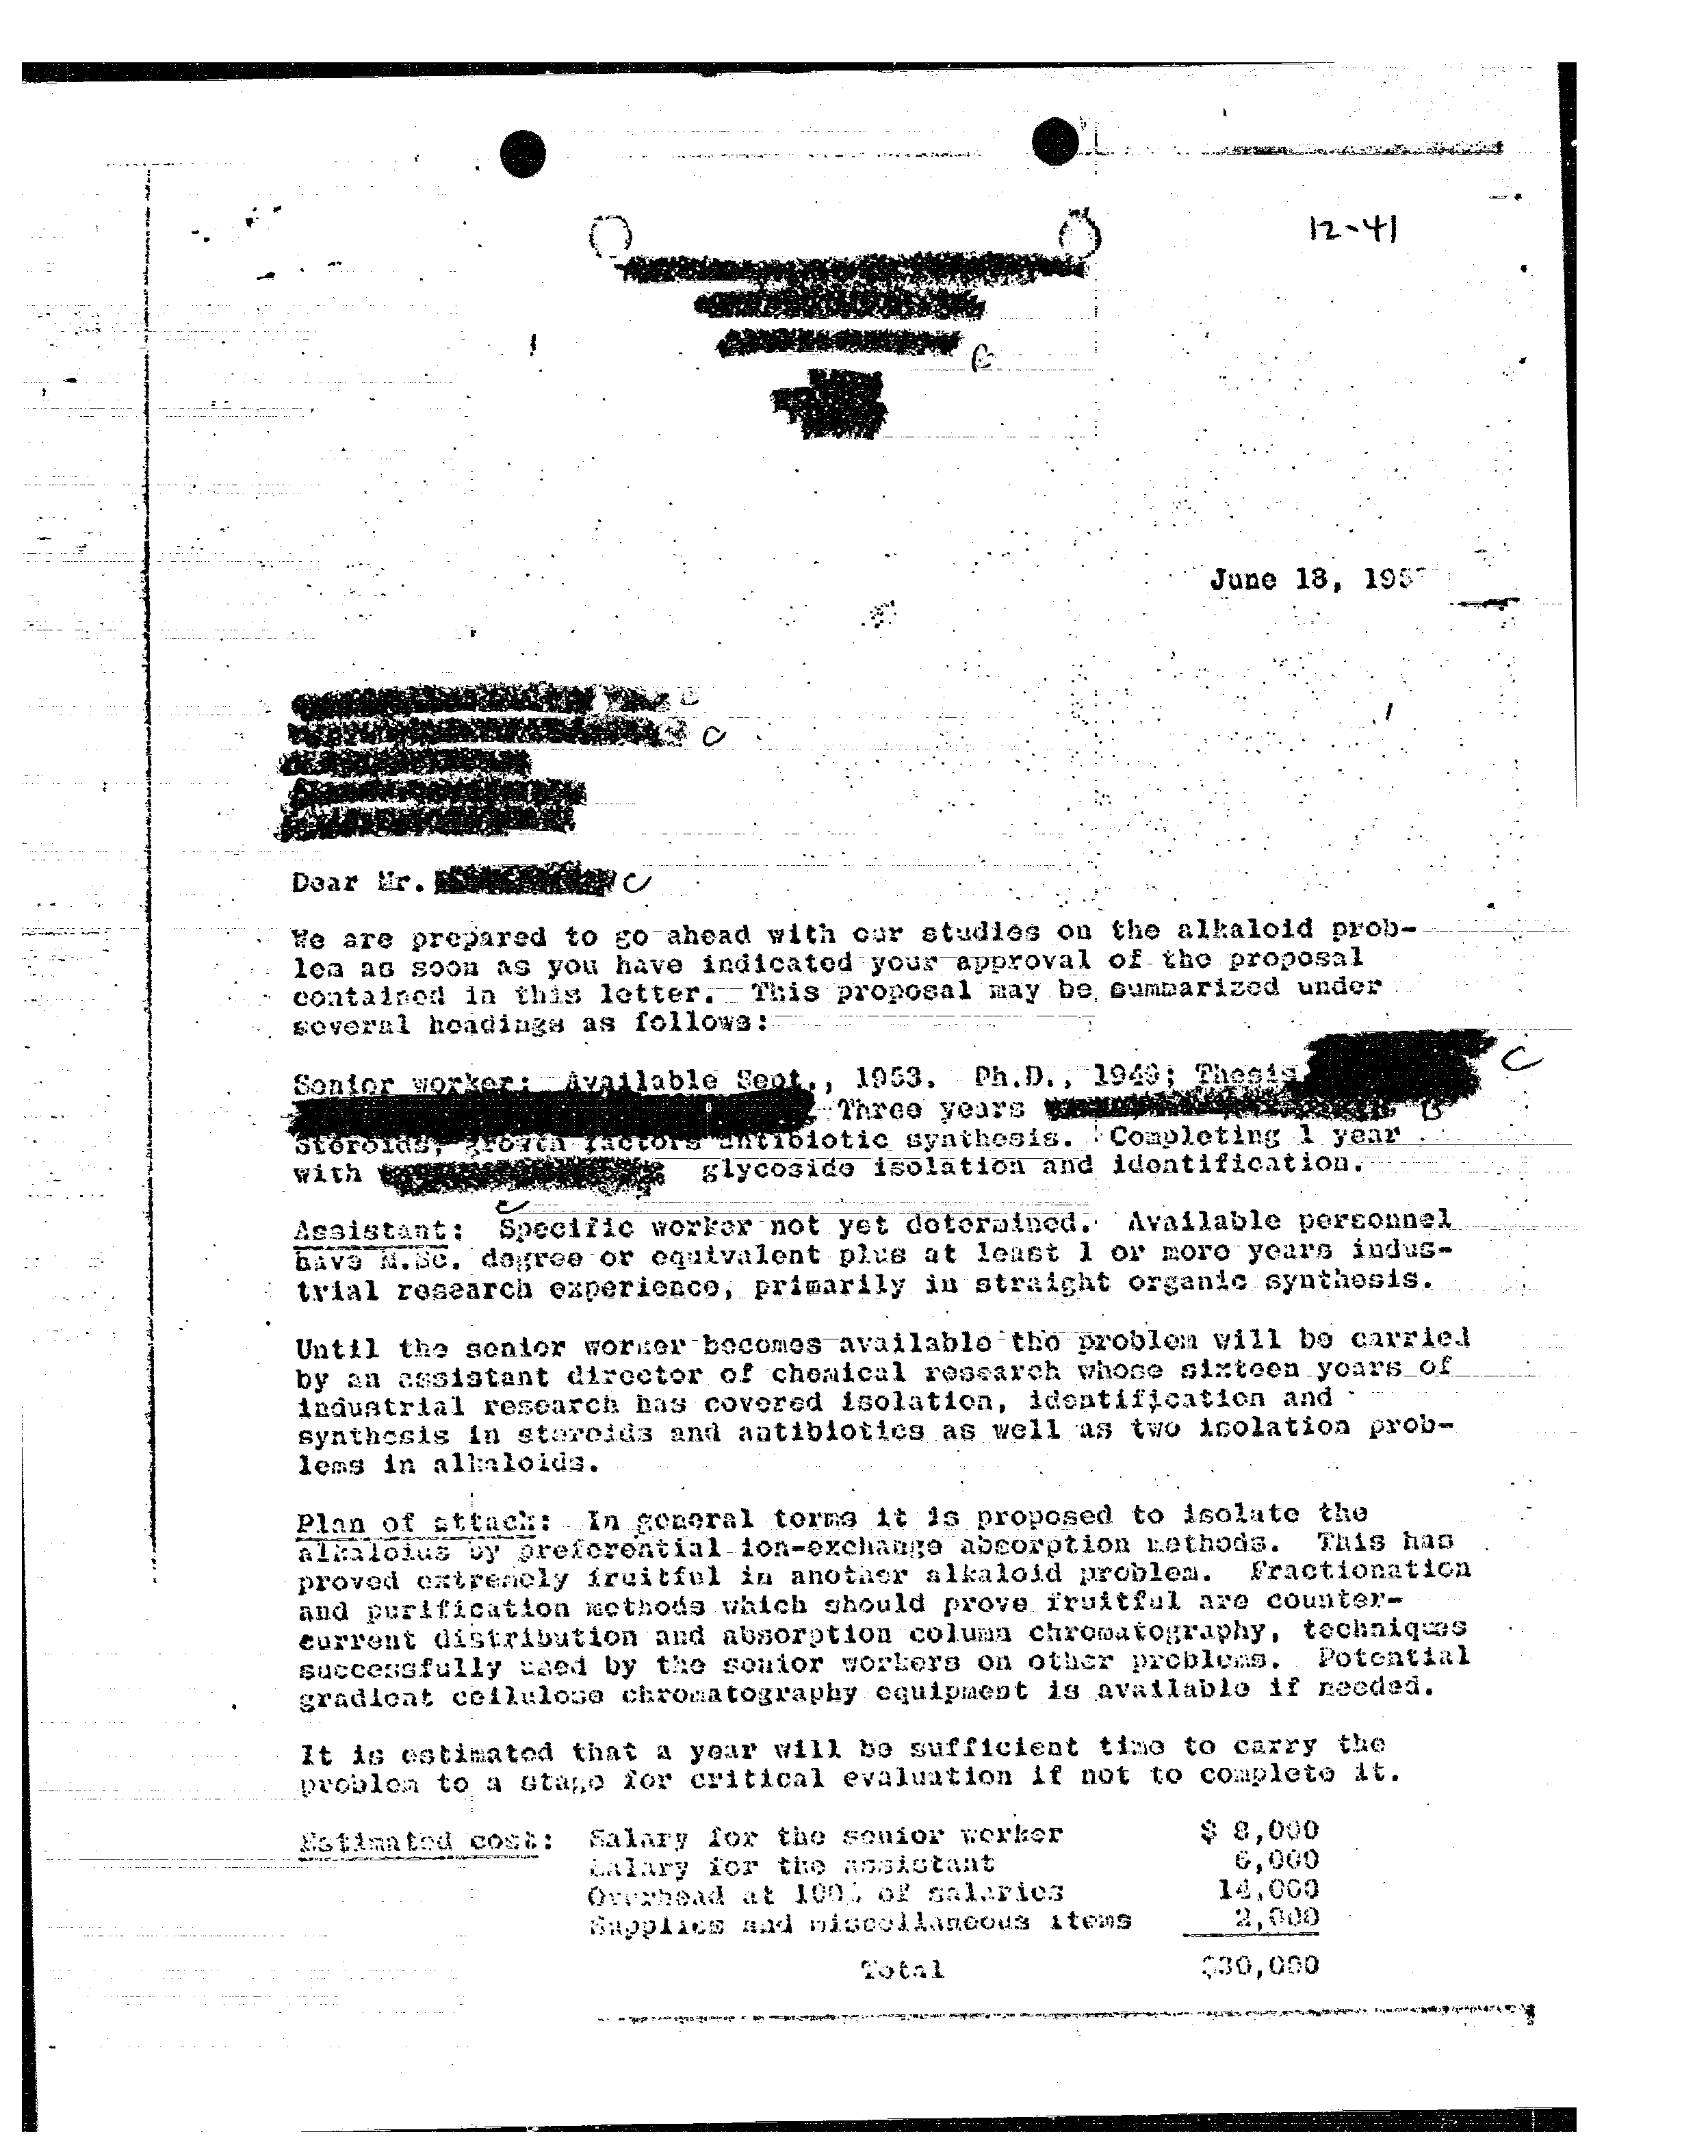 12-41
B
June 18, 195
C
C
Dear Mr. C
We are prepared to go ahead with our studies on the alkaloid prob-
lem as soon as you have indicated your approval of the proposal
contained in this letter. This proposal may be summarized under
several headings as follows:
Senior worker: Available Sept., 1953. Ph.D., 1949; Thesis C
Three years B
steroids, growth factors antibiotic synthesis. Completing 1 year
with glycoside isolation and identification.
C
Assistant: Specific worker not yet determined. Available personnel
have M.Sc. degree or equivalent plus at least 1 or more years indus-
trial research experience, primarily in straight organic synthesis.
Until the senior worker becomes available the problem will be carried
by an assistant director of chemical research whose sixteen years of
industrial research has covered isolation, identification and
synthesis in steroids and antibiotics as well as two isolation prob-
lems in alkaloids.
Plan of attack: In general terms it is proposed to isolate the
alkaloids by preferential ion-exchange absorption methods. This has
proved extremely fruitful in another alkaloid problem. Fractionation
and purification methods which should prove fruitful are counter-
current distribution and absorption column chromatography, techniques
successfully used by the senior workers on other problems. Potential
gradient cellulose chromatography equipment is available if needed.
It is estimated that a year will be sufficient time to carry the
problem to a stage for critical evaluation if not to complete it.
Estimated cost: Salary for the senior worker $ 8,000
Salary for the assistant 6,000
Overhead at 100% of salaries 14,000
Supplies and miscellaneous items 2,000
Total $30,000